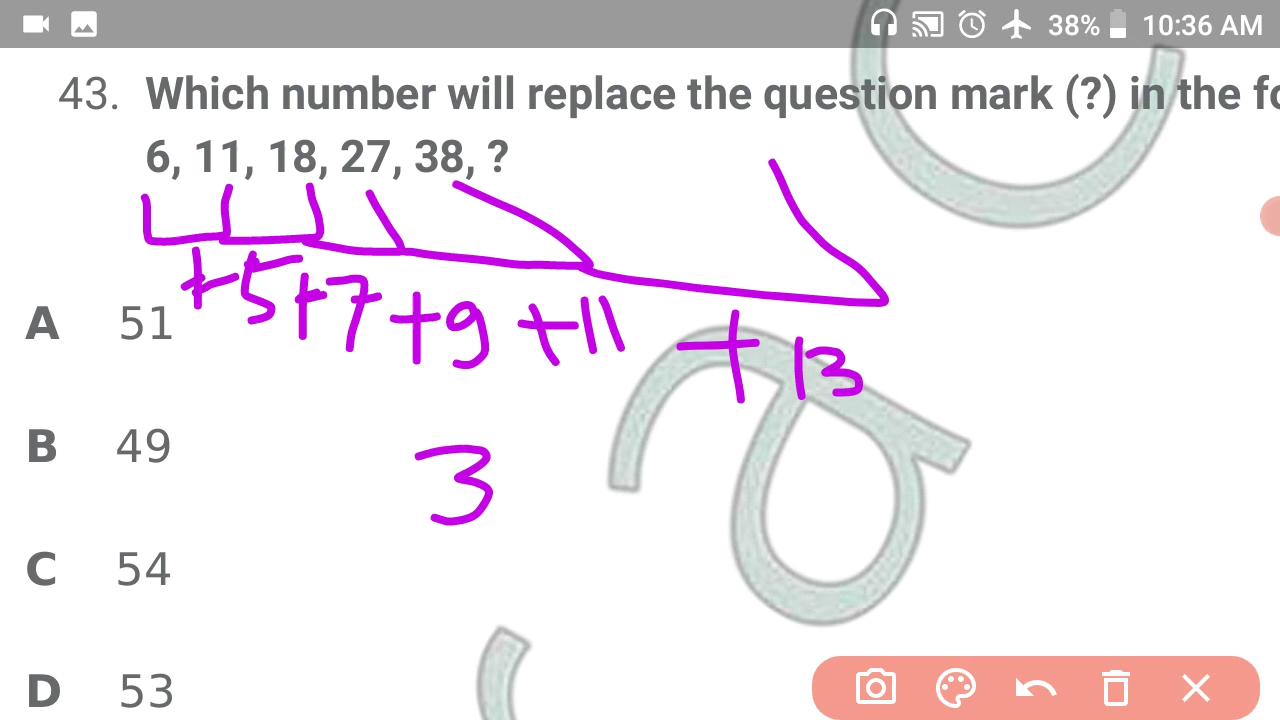 38% 10:36 AM
43. Which number will replace the question mark (?) in the fo
6, 11, 18, 27, 38, ?
+5 +7 +9 +11 +13
A 51
B 49
3
C 54
D 53